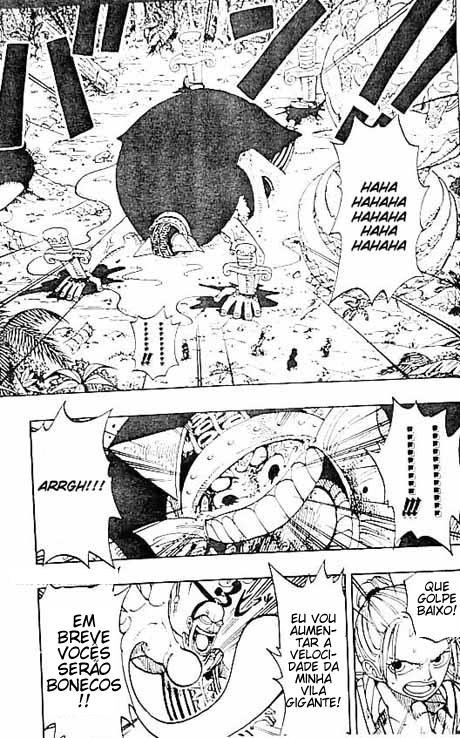 HAHA
HAHAHA
HAHAHA
HAHA
HAHAHA
!!
!!!
ARRGH!!!
QUE
GOLPE
BAIXO!
EU VOU
AUMEN-
TAR A
VELOCI-
DADE DA
MINHA
VILA
GIGANTE!
EM
BREVE
VOCÊS
SERÃO
BONECOS
!!